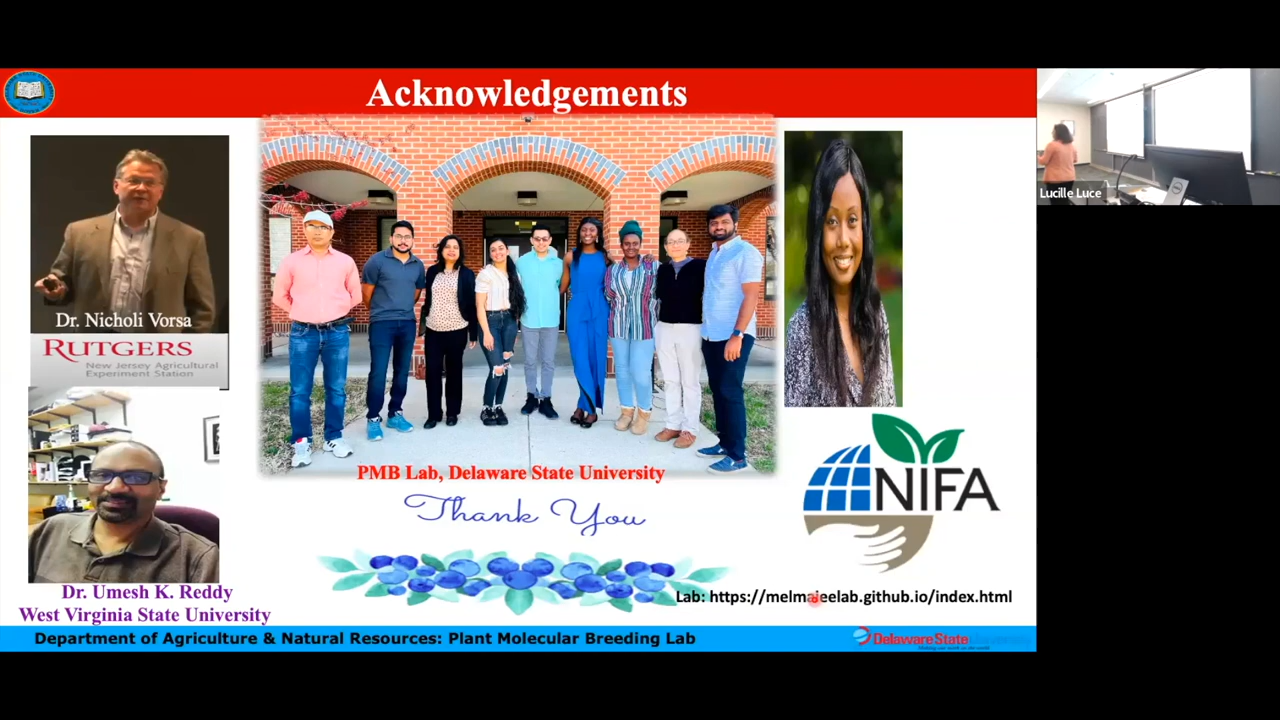 Acknowledgements
Dr. Nicholi Vorsa
RUTGERS
New Jersey Agricultural
Experiment Station
Dr. Umesh K. Reddy
West Virginia State University
PMB Lab, Delaware State University
Thank You
NIFA
Lab: https://melmaieelab.github.io/index.html
Department of Agriculture & Natural Resources: Plant Molecular Breeding Lab
DelawareState
Lucille Luce
DELL